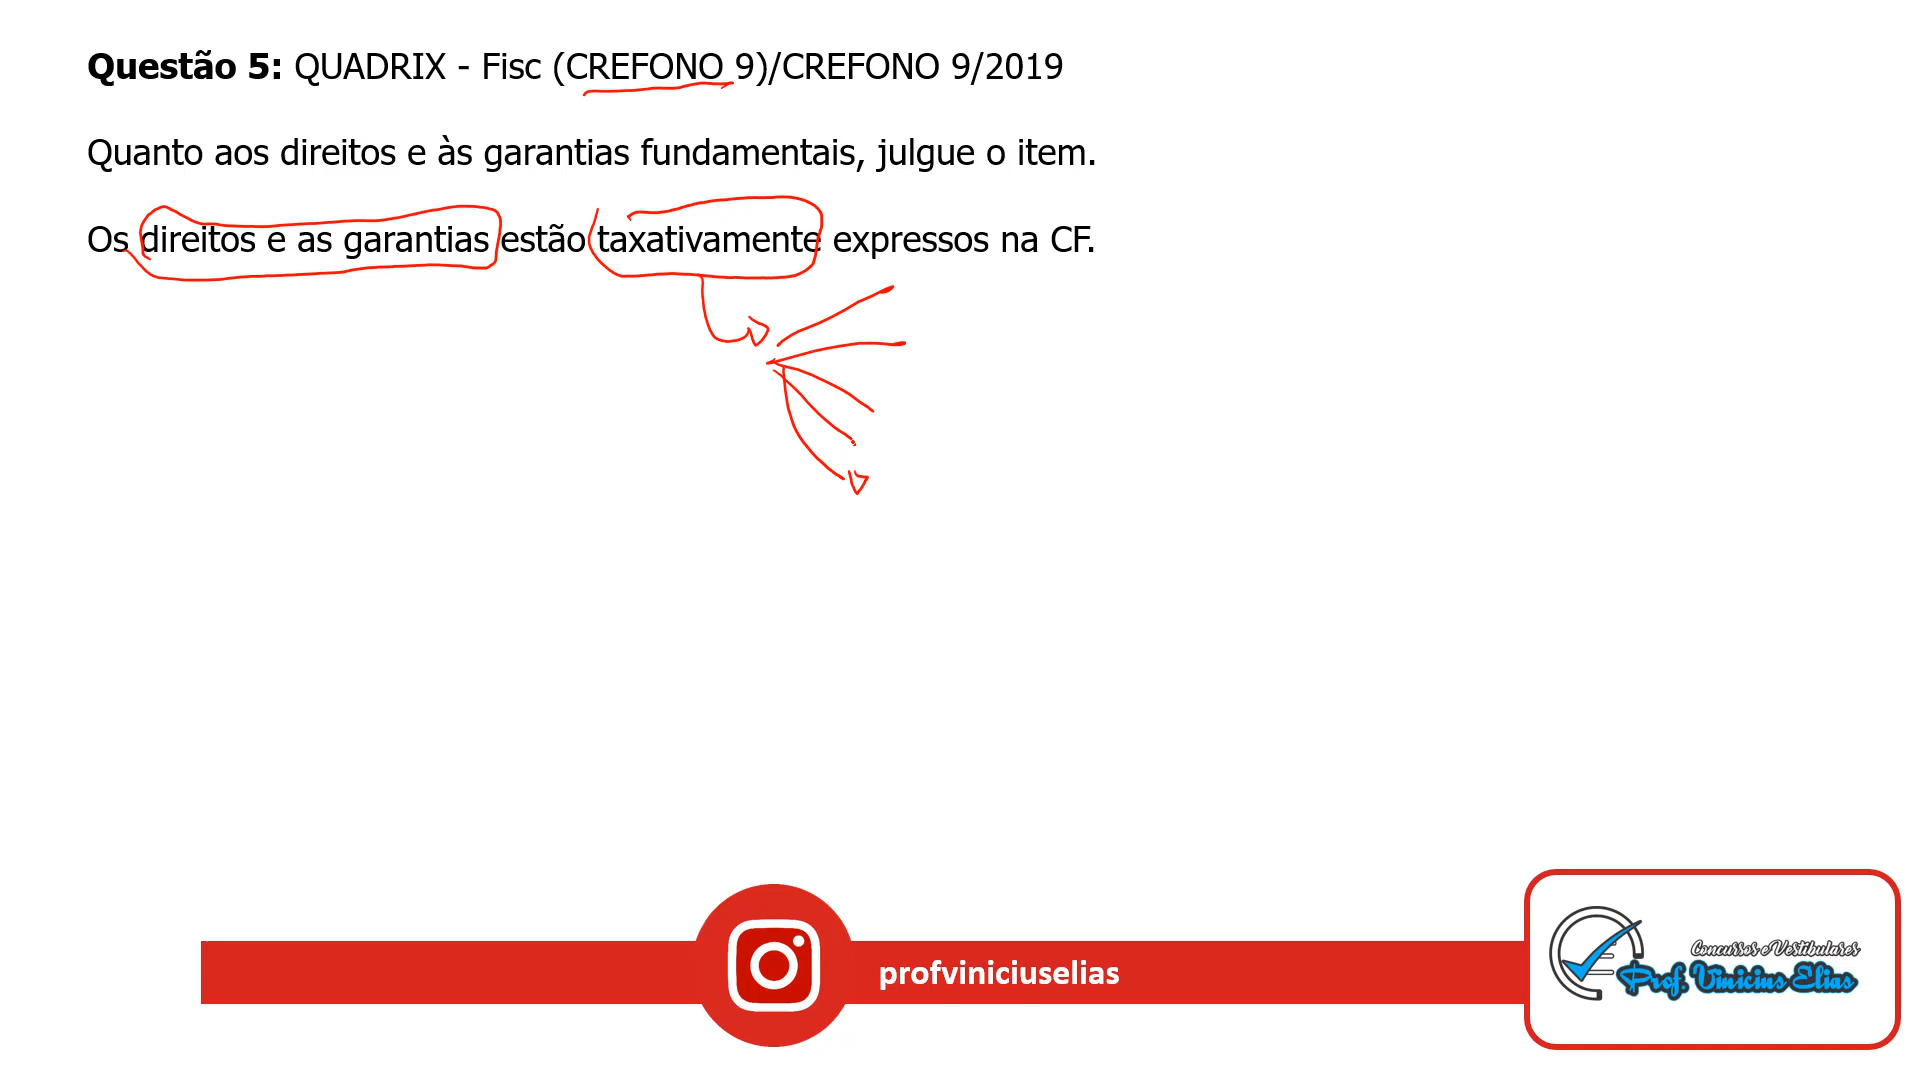 Questão 5: QUADRIX - Fisc (CREFONO 9)/CREFONO 9/2019
Quanto aos direitos e às garantias fundamentais, julgue o item.
Os direitos e as garantias estão taxativamente expressos na CF.
profviniciuselias
Concursos e Vestibulares
Prof. Vinicius Elias